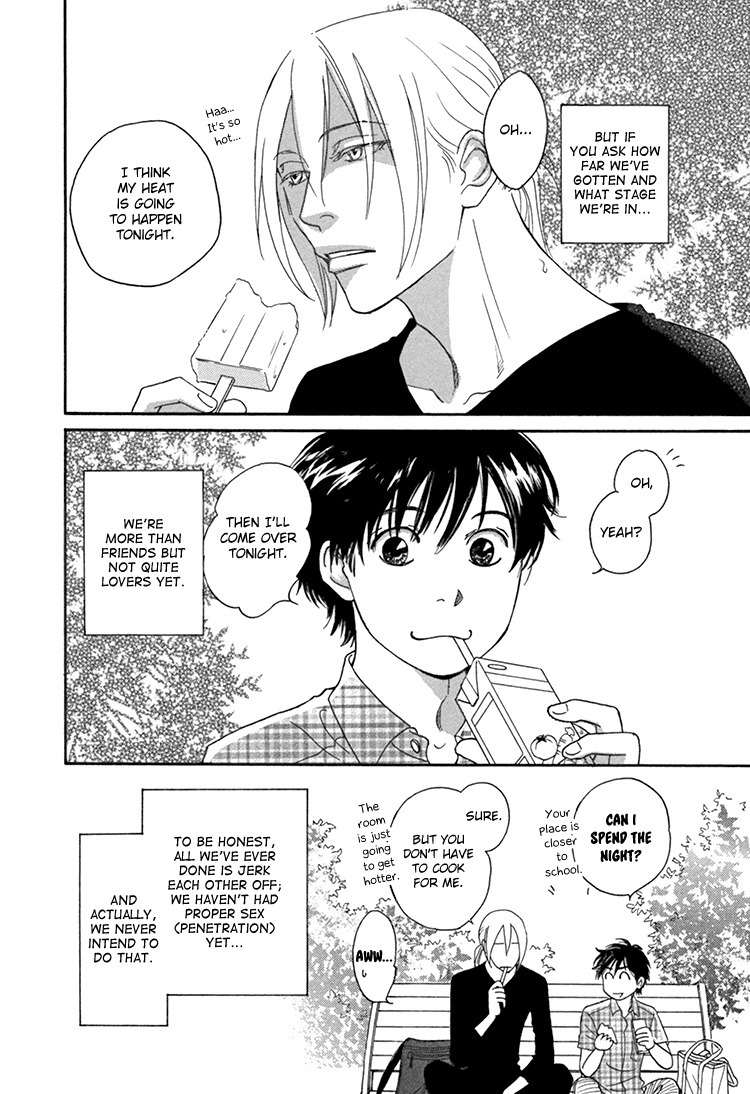 BUT IF
YOU ASK HOW
FAR WE'VE
GOTTEN AND
WHAT STAGE
WE'RE IN...
OH...
Haa...
It's so
hot...
I THINK
MY HEAT
IS GOING
TO HAPPEN
TONIGHT.
OH,
YEAH?
THEN I'LL
COME OVER
TONIGHT.
WE'RE
MORE THAN
FRIENDS BUT
NOT QUITE
LOVERS YET.
CAN I
SPEND THE
NIGHT?
Your
place is
closer
to
school.
SURE.
BUT YOU
DON'T HAVE
TO COOK
FOR ME.
The
room
is just
going
to get
hotter.
AWW...
TO BE HONEST,
ALL WE'VE EVER
DONE IS JERK
EACH OTHER OFF;
WE HAVEN'T HAD
PROPER SEX
(PENETRATION)
YET...
AND
ACTUALLY,
WE NEVER
INTEND TO
DO THAT.